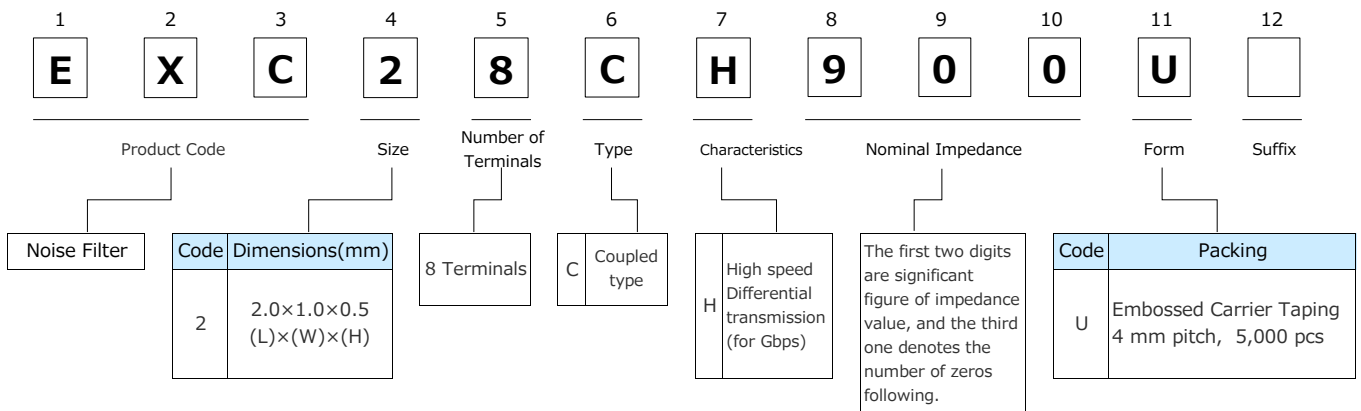 1 2 3 4 5 6 7 8 9 10 11 12
E X C 2 8 C H 9 0 0 U
Product Code
Size
Number of
Terminals
Type
Characteristics
Nominal Impedance
Form
Suffix
Noise Filter
Code Dimensions(mm)
2
2.0×1.0×0.5
(L)×(W)×(H)
8 Terminals
C
Coupled
type
H
High speed
Differential
transmission
(for Gbps)
The first two digits
are significant
figure of impedance
value, and the third
one denotes the
number of zeros
following.
Code Packing
U
Embossed Carrier Taping
4 mm pitch, 5,000 pcs